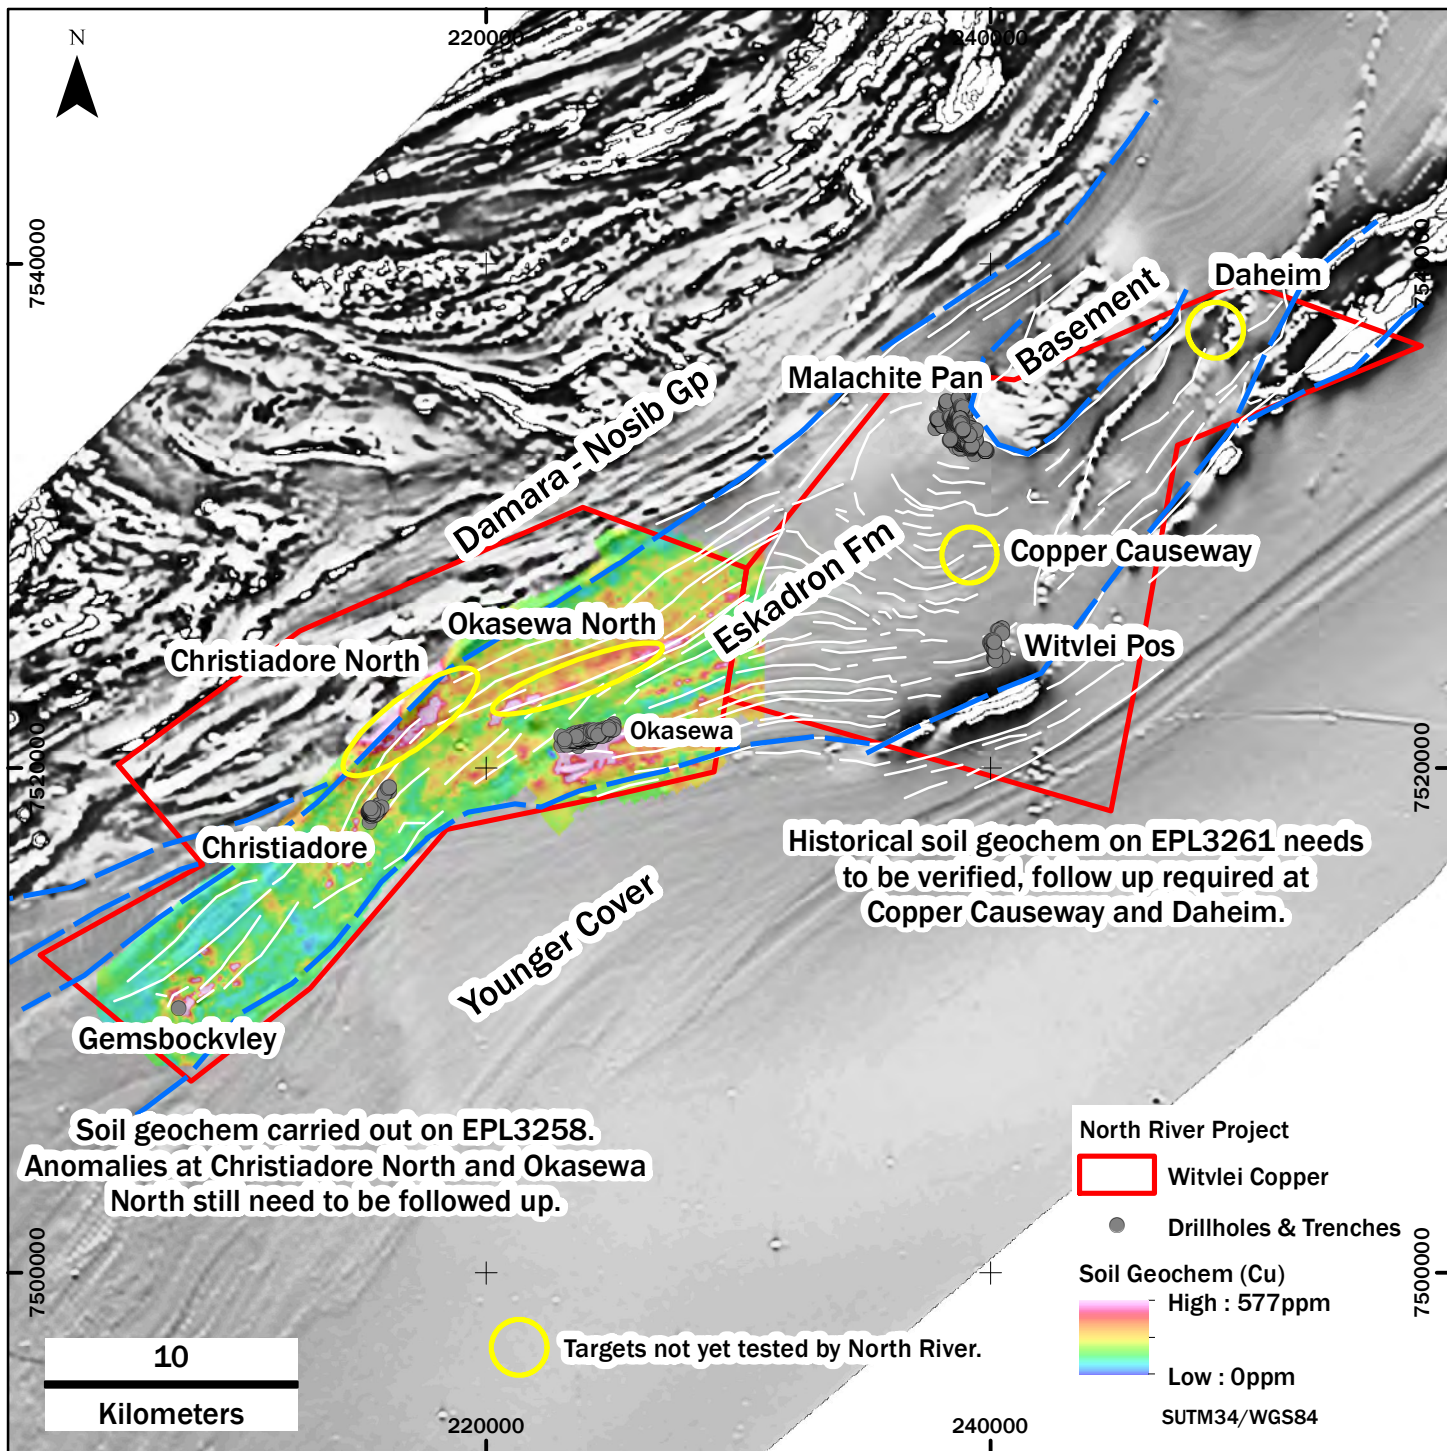 N
220000
240000
7540000
7540000
Daheim
Basement
Malachite Pan
Damara - Nosib Gp
Copper Causeway
Eskadron Fm
Okasewa North
Christiadore North
Witvlei Pos
Okasewa
7520000
7520000
Christiadore
Historical soil geochem on EPL3261 needs
to be verified, follow up required at
Copper Causeway and Daheim.
Younger Cover
Gemsbockvley
Soil geochem carried out on EPL3258.
Anomalies at Christiadore North and Okasewa
North still need to be followed up.
North River Project
Witvlei Copper
Drillholes & Trenches
Soil Geochem (Cu)
High : 577ppm
Low : 0ppm
SUTM34/WGS84
7500000
7500000
Targets not yet tested by North River.
10
Kilometers
220000
240000